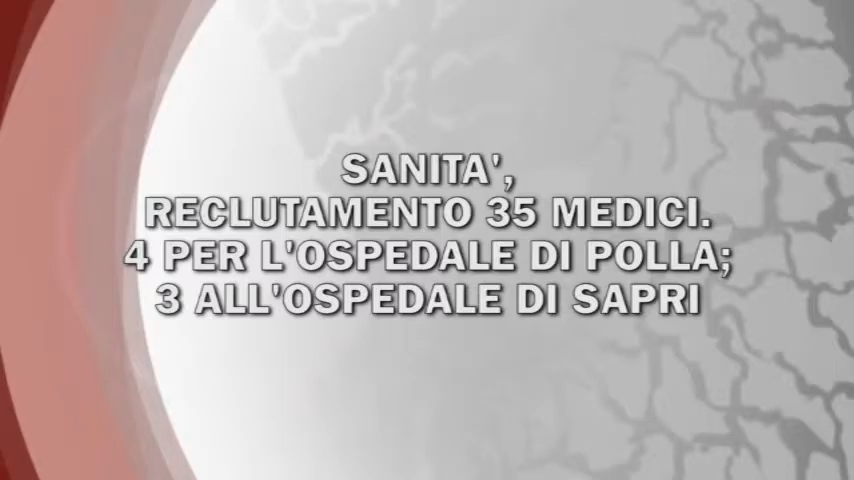 SANITA',
RECLUTAMENTO 35 MEDICI.
4 PER L'OSPEDALE DI POLLA;
3 ALL'OSPEDALE DI SAPRI